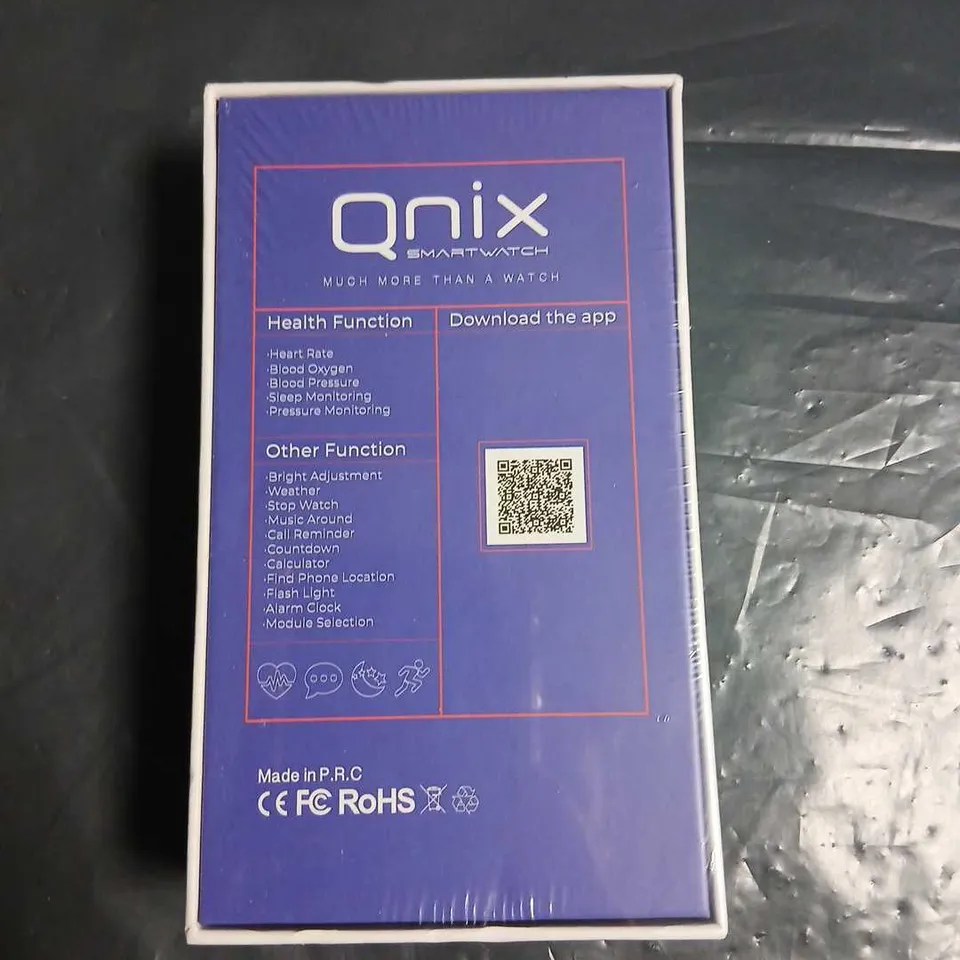 Qnix
SMARTWATCH
MUCH MORE THAN A WATCH
Health Function
·Heart Rate
·Blood Oxygen
·Blood Pressure
·Sleep Monitoring
·Pressure Monitoring
Other Function
·Bright Adjustment
·Weather
·Stop Watch
·Music Around
·Call Reminder
·Countdown
·Calculator
·Find Phone Location
·Flash Light
·Alarm Clock
·Module Selection
Download the app
Made in P.R.C
CE FC RoHS